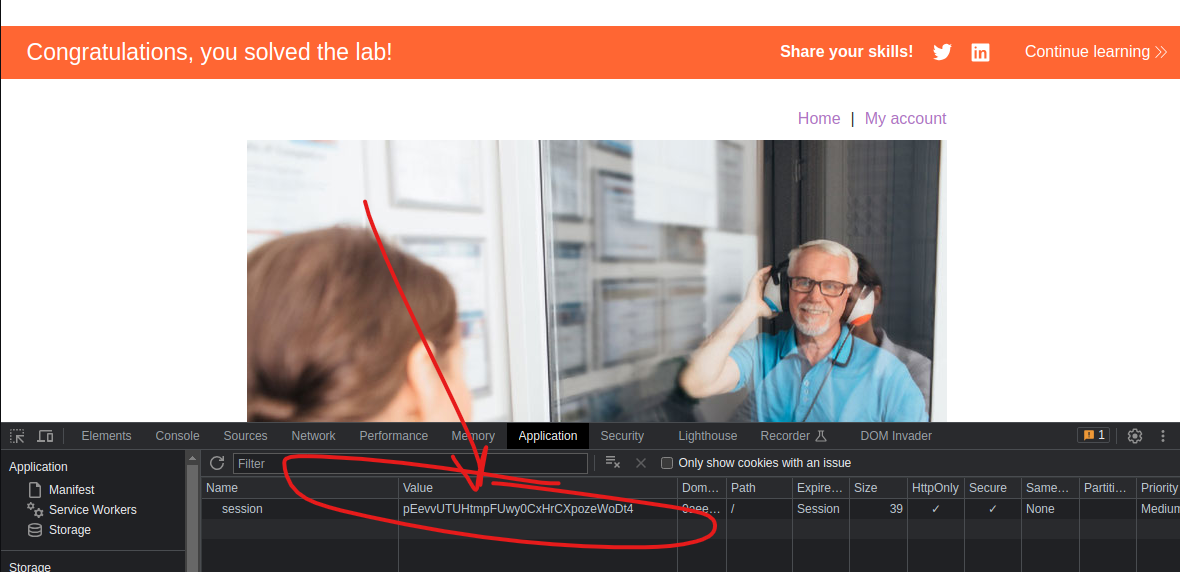 Congratulations, you solved the lab!
Share your skills!
Continue learning
Home | My account
Elements Console Sources Network Performance Memory Application Security Lighthouse Recorder DOM Invader 1
Application
Filter
Only show cookies with an issue
Name Value Dom… Path Expire… Size HttpOnly Secure Same… Partiti… Priority
Manifest
session pEevvUTUHtmpFUwy0CxHrCXpozeWoDt4 / Session 39 ✓ ✓ None Medium
Service Workers
Storage
Storage